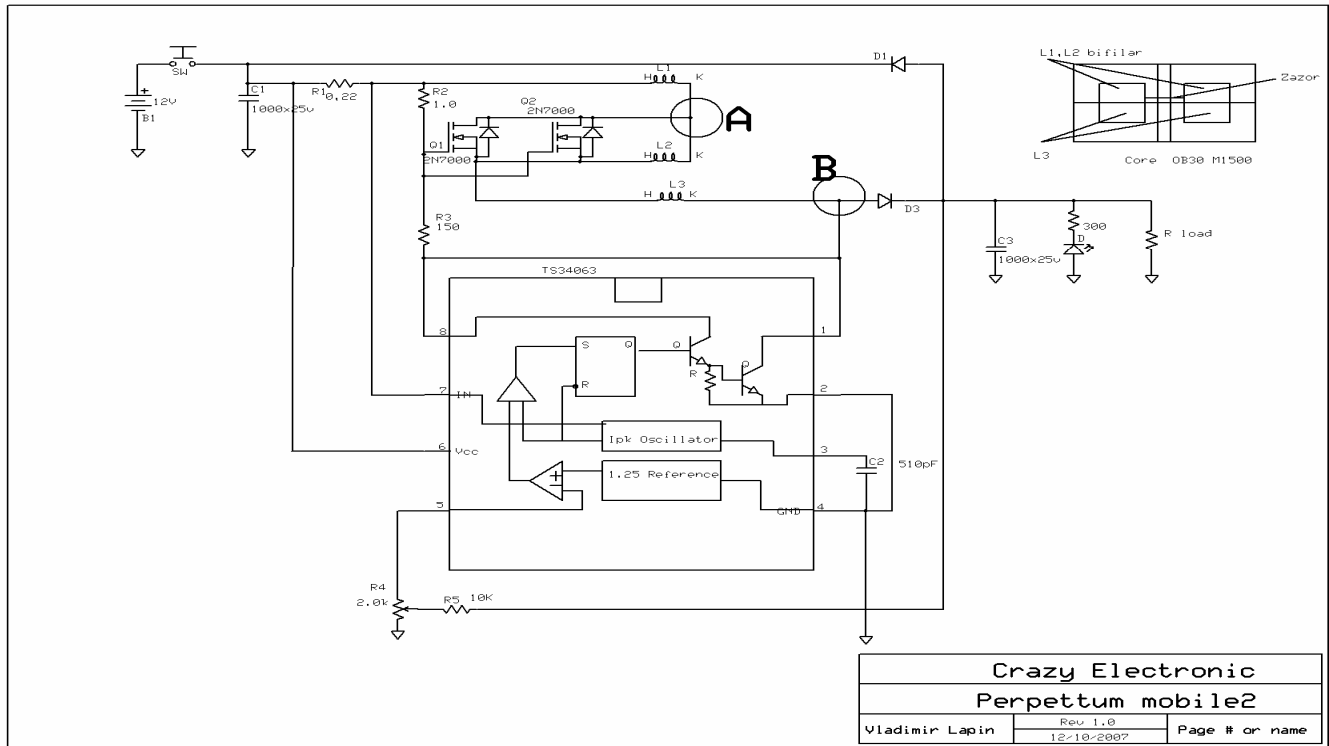 SW
12V
B1
C1
1000x25v
R1
0,22
R2
1.0
Q2
2N7000
Q1
2N7000
L1
H
K
A
L2
H
K
L3
H
K
B
D1
D3
L1,L2 bifilar
Zazor
L3
Core OB30 M1500
300
D
C3
1000x25v
R load
R3
150
TS34063
8
1
S
Q
Q
Q
R
R
7
IN
2
Ipk Oscillator
6
Vcc
3
C2
510pF
1.25 Reference
5
GND
4
R4
2.0k
R5
10K
Crazy Electronic
Perpettum mobile2
Vladimir Lapin
Rev 1.0
12/10/2007
Page # or name